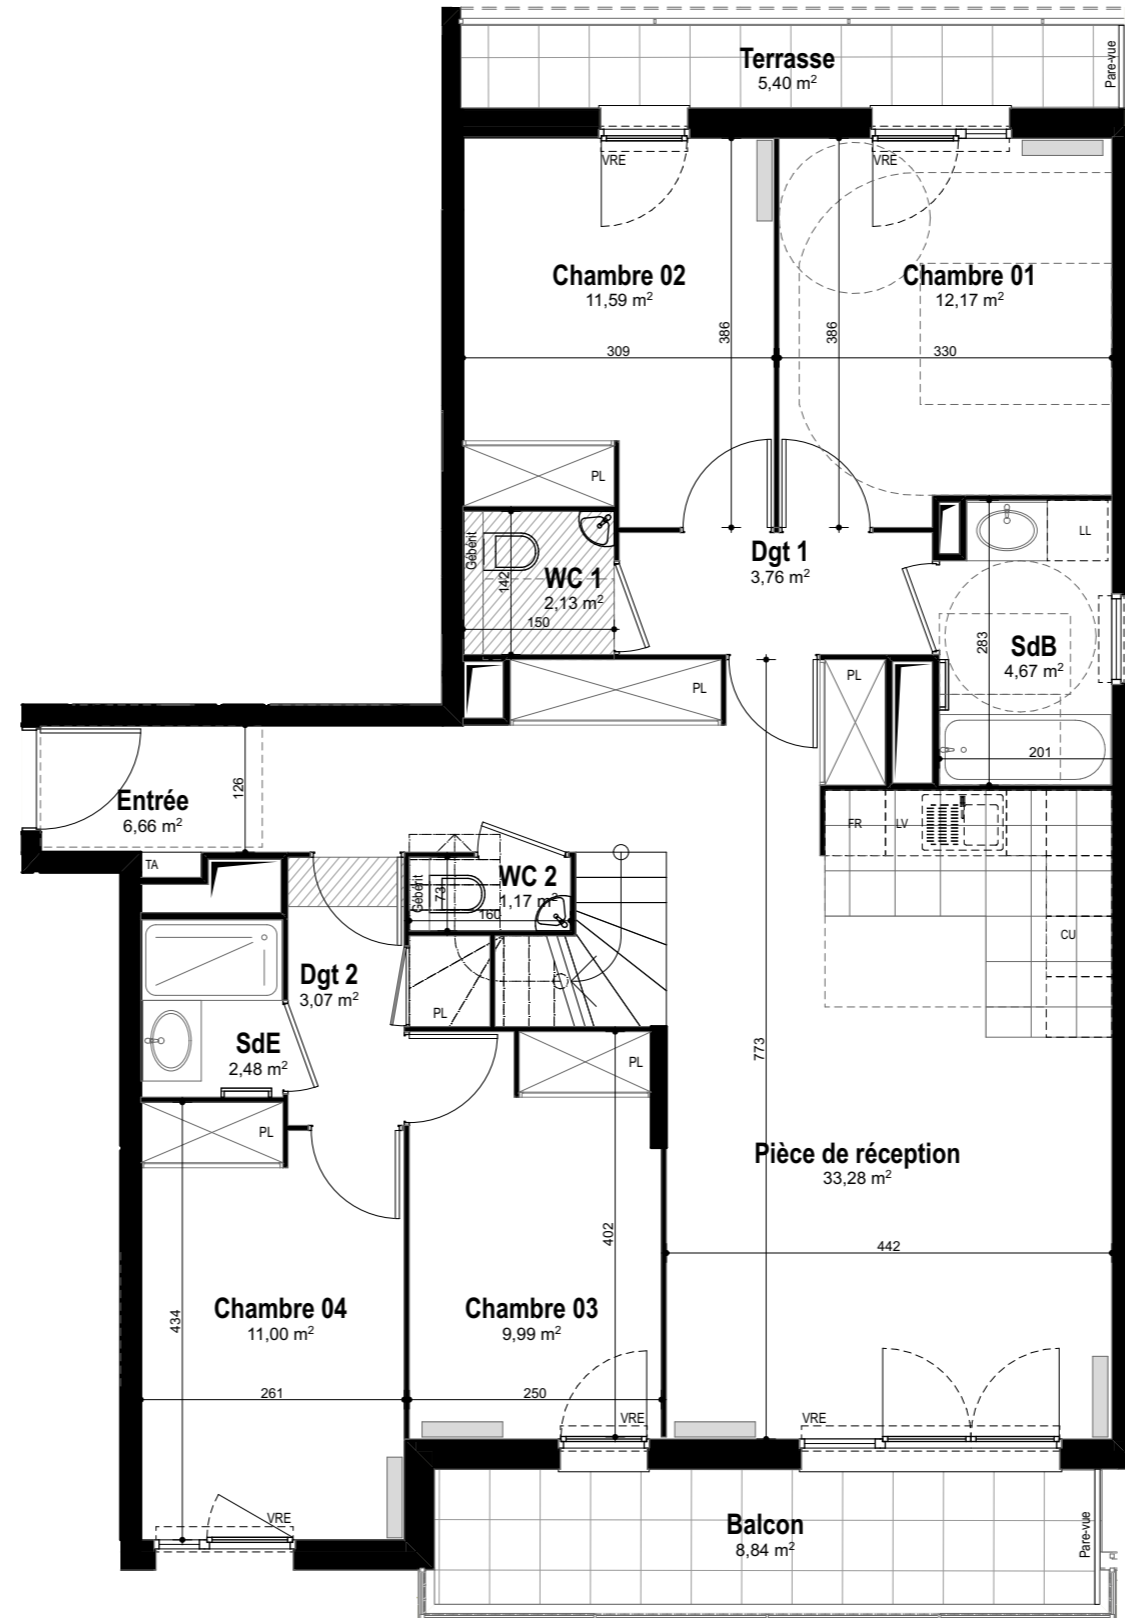 Terrasse
5,40 m²
Pare-vue
VRE
VRE
Chambre 02
11,59 m²
Chambre 01
12,17 m²
386
386
309
330
PL
Gébérit
142
WC 1
2,13 m²
150
Dgt 1
3,76 m²
LL
283
SdB
4,67 m²
201
PL
PL
Entrée
6,66 m²
126
TA
FR
LV
CU
Gébérit
73
WC 2
1,17 m²
160
Dgt 2
3,07 m²
PL
SdE
2,48 m²
PL
PL
773
Pièce de réception
33,28 m²
442
402
434
Chambre 04
11,00 m²
Chambre 03
9,99 m²
261
250
VRE
VRE
VRE
Balcon
8,84 m²
Pare-vue